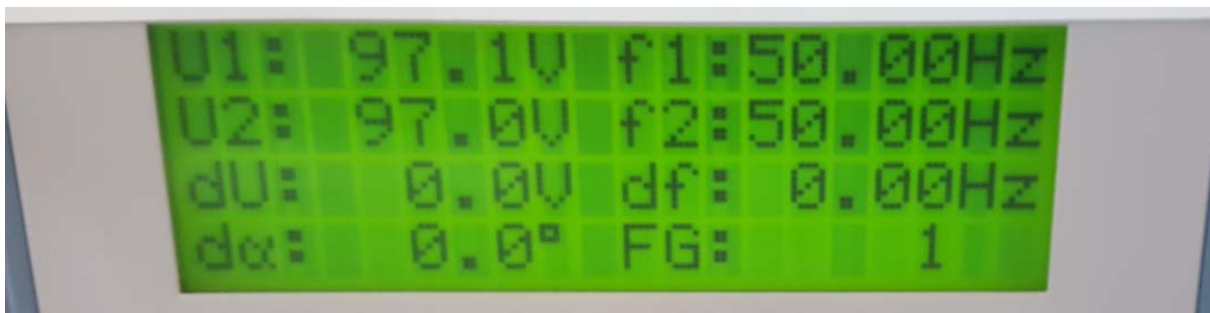 U1: 97.1V f1:50.00Hz
U2: 97.0V f2:50.00Hz
dU: 0.0V df: 0.00Hz
dα: 0.0° FG: 1